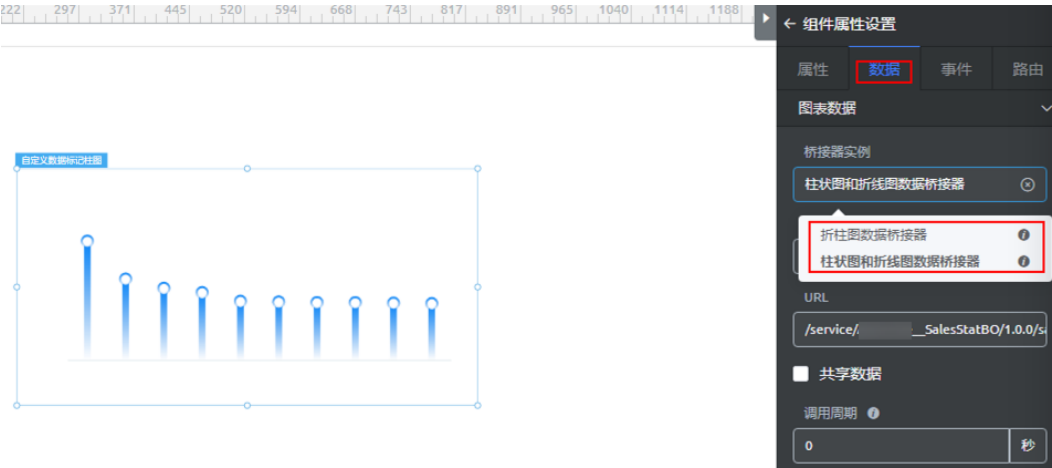 222 297 371 445 520 594 668 743 817 891 965 1040 1114 1188
组件属性设置
属性 数据 事件 路由
图表数据
自定义数据标记柱图
桥接器实例
柱状图和折线图数据桥接器
折柱图数据桥接器
柱状图和折线图数据桥接器
URL
/service/ __SalesStatBO/1.0.0/s
共享数据
调用周期
0 秒